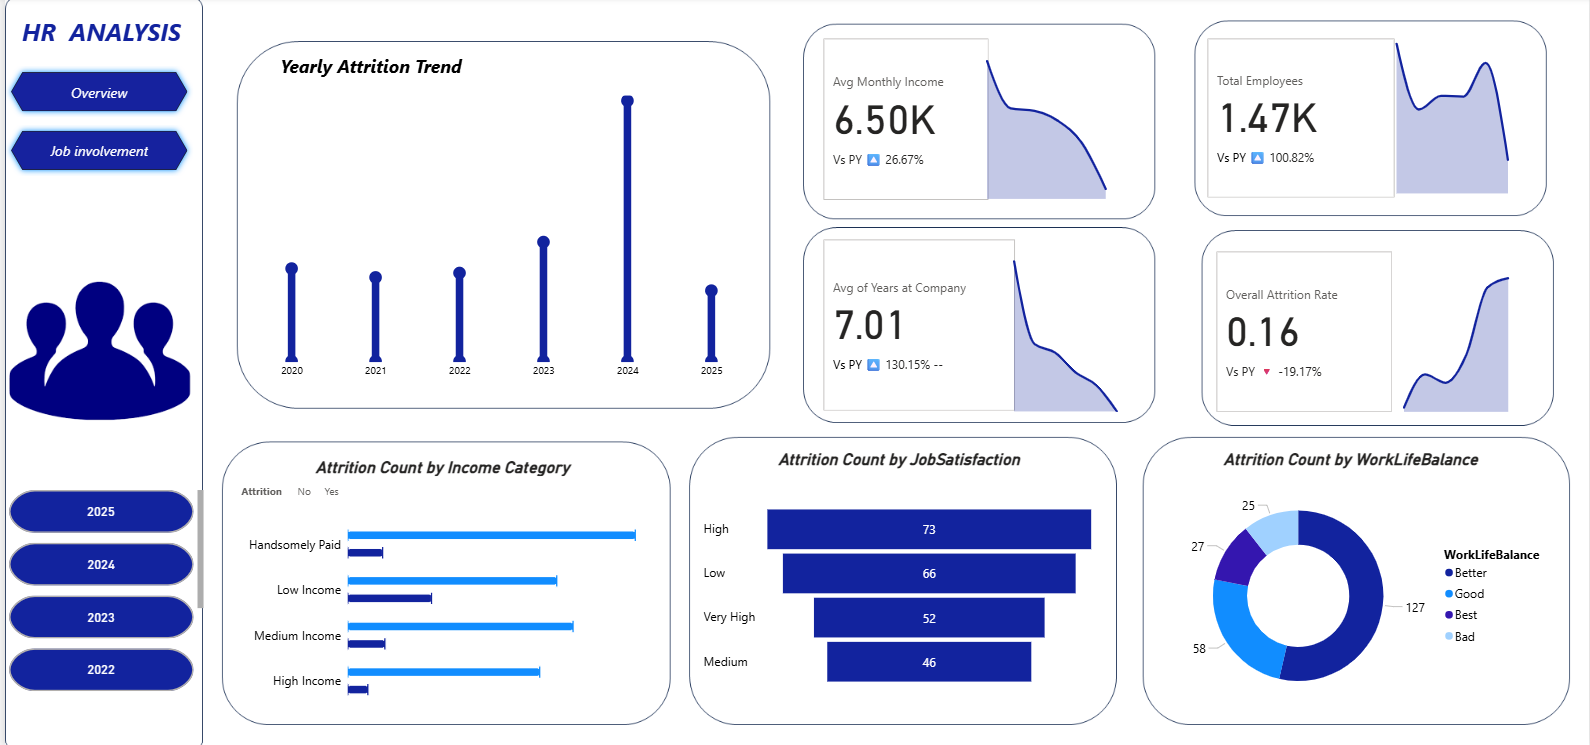 HR ANALYSIS
Overview
Job involvement
2025
2024
2023
2022
Yearly Attrition Trend
2020
2021
2022
2023
2024
2025
Avg Monthly Income
6.50K
Vs PY 🔼 26.67%
Total Employees
1.47K
Vs PY 🔼 100.82%
Avg of Years at Company
7.01
Vs PY 🔼 130.15% --
Overall Attrition Rate
0.16
Vs PY 🔻 -19.17%
Attrition Count by Income Category
Attrition No Yes
Handsomely Paid
Low Income
Medium Income
High Income
Attrition Count by JobSatisfaction
High 73
Low 66
Very High 52
Medium 46
Attrition Count by WorkLifeBalance
25
27
58
127
WorkLifeBalance
Better
Good
Best
Bad